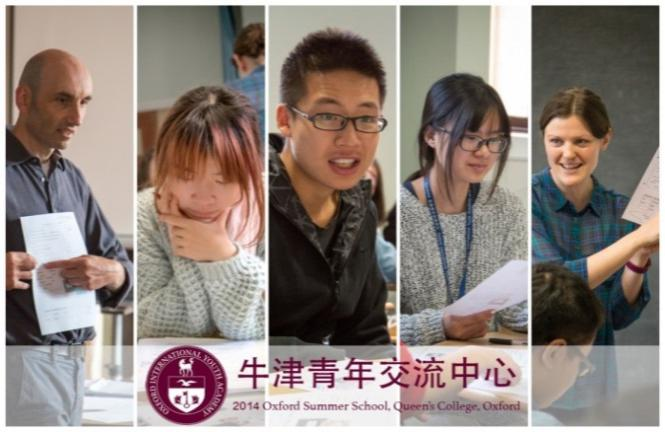 OXFORD INTERNATIONAL YOUTH ACADEMY
牛津青年交流中心
2014 Oxford Summer School, Queen's College, Oxford